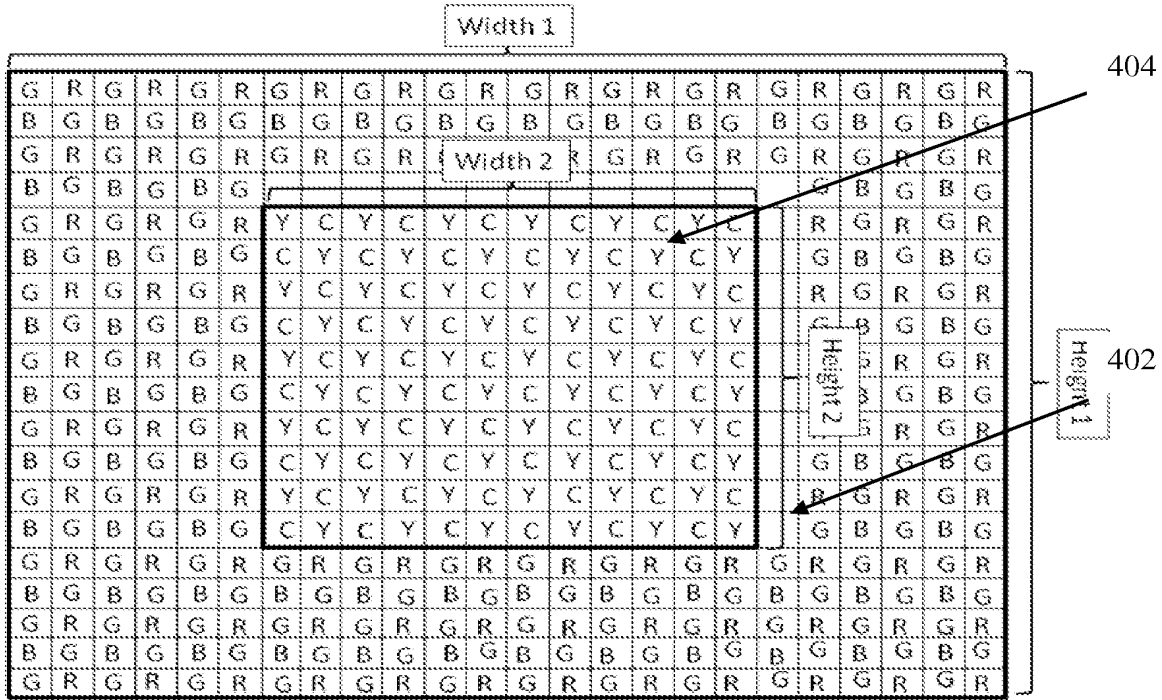 Width 1
404
G R G R G R G R G R G R G R G R G R G R G R G R
B G B G B G B G B G B G B G B G B G B G B G B G
G R G R G R G R G R Width 2 R G R G R G R G R G R
B G B G B G G B G B G
G R G R G R Y C Y C Y C Y C Y C Y C R G R G R
B G B G B G C Y C Y C Y C Y C Y C Y G B G B G
G R G R G R Y C Y C Y C Y C Y C Y C R G R G R
B G B G B G C Y C Y C Y C Y C Y C Y G B G B G
G R G R G R Y C Y C Y C Y C Y C Y C G R G R
B G B G B G C Y C Y C Y C Y C Y C Y B G B G
G R G R G R Y C Y C Y C Y C Y C Y C G R G R
B G B G B G C Y C Y C Y C Y C Y C Y G B G B G
G R G R G R Y C Y C Y C Y C Y C Y C R G R G R
B G B G B G C Y C Y C Y C Y C Y C Y G B G B G
G R G R G R G R G R G R G R G R G R G R G R G R
B G B G B G B G B G B G B G B G B G B G B G B G
G R G R G R G R G R G R G R G R G R G R G R G R
B G B G B G B G B G B G B G B G B G B G B G B G
G R G R G R G R G R G R G R G R G R G R G R G R
Height 2
Height 1
402